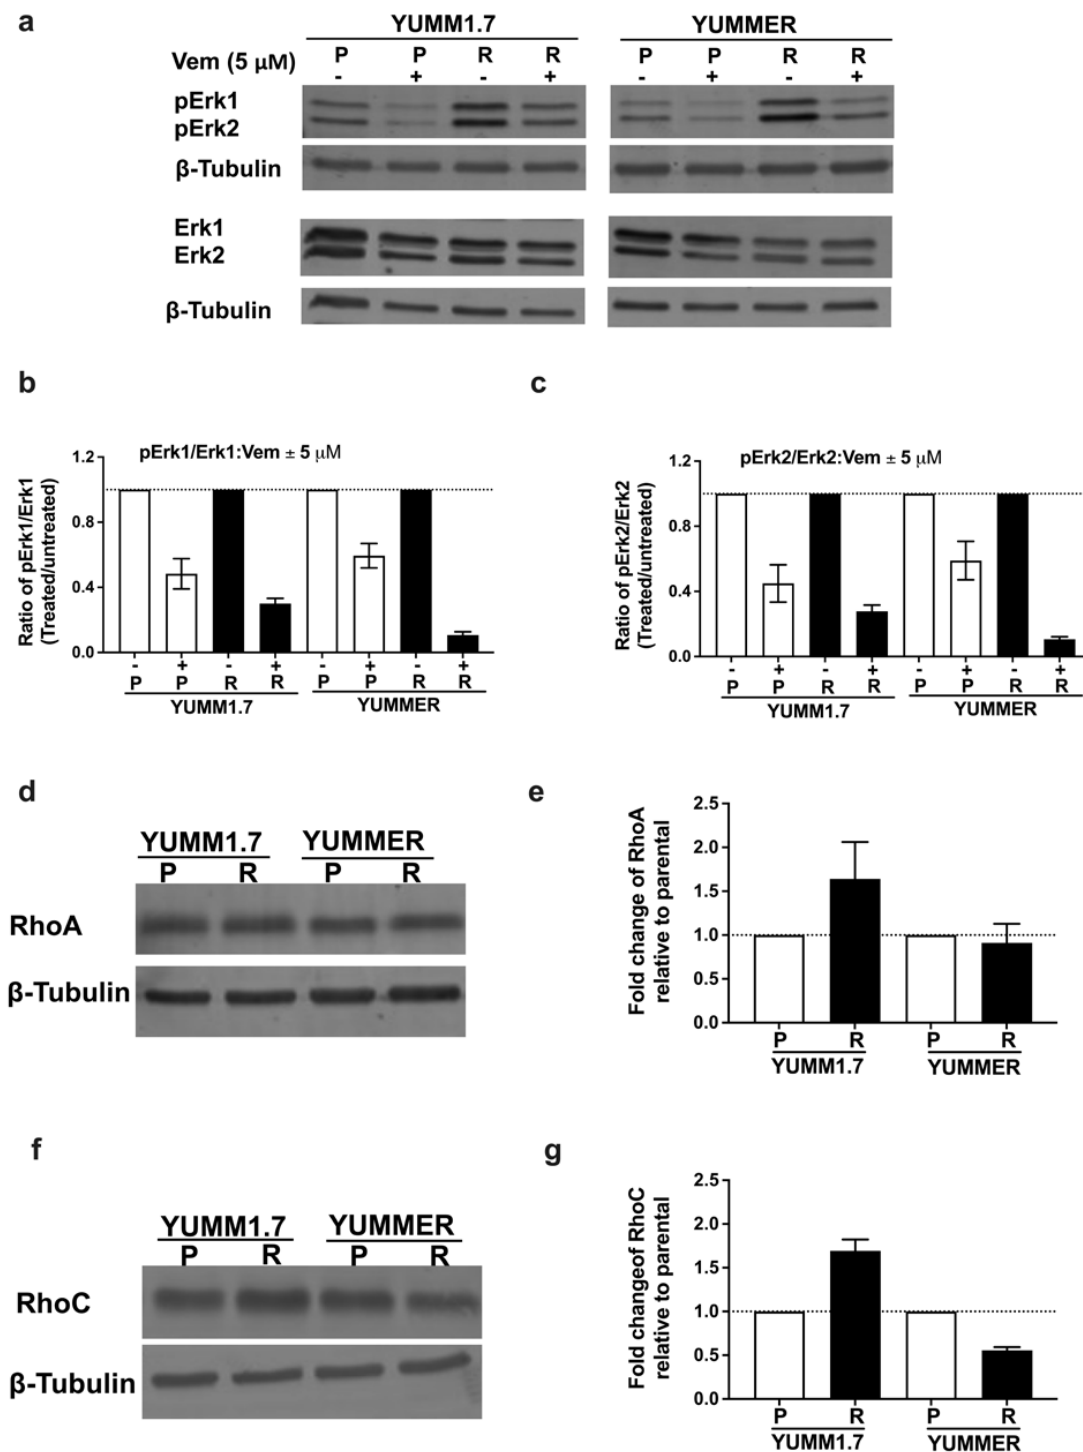 a
YUMM1.7 YUMMER
P P R R P P R R
Vem (5 μM) - + - + - + - +
pErk1
pErk2
β-Tubulin
Erk1
Erk2
β-Tubulin
b
pErk1/Erk1:Vem ± 5 μM
Ratio of pErk1/Erk1
(Treated/untreated)
1.2
0.8
0.4
0.0
- + - + - + - +
P P R R P P R R
YUMM1.7 YUMMER
c
pErk2/Erk2:Vem ± 5 μM
Ratio of pErk2/Erk2
(Treated/untreated)
1.2
0.8
0.4
0.0
- + - + - + - +
P P R R P P R R
YUMM1.7 YUMMER
d
YUMM1.7 YUMMER
P R P R
RhoA
β-Tubulin
e
Fold change of RhoA
relative to parental
2.5
2.0
1.5
1.0
0.5
0.0
P R P R
YUMM1.7 YUMMER
f
YUMM1.7 YUMMER
P R P R
RhoC
β-Tubulin
g
Fold changeof RhoC
relative to parental
2.5
2.0
1.5
1.0
0.5
0.0
P R P R
YUMM1.7 YUMMER